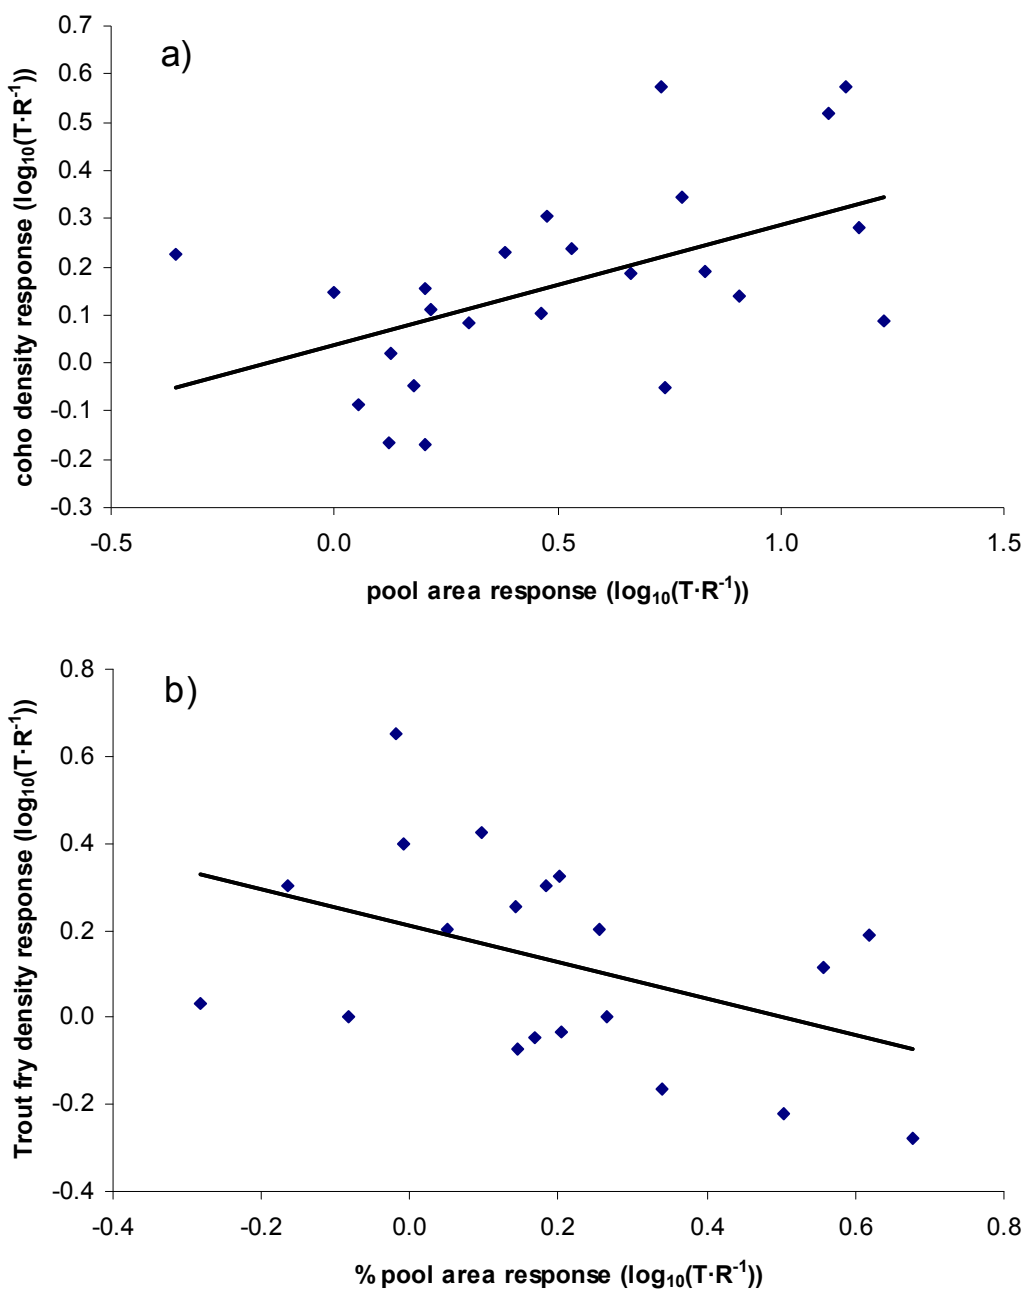 a)
coho density response (log₁₀(T·R⁻¹))
0.7
0.6
0.5
0.4
0.3
0.2
0.1
0.0
-0.1
-0.2
-0.3
-0.5 0.0 0.5 1.0 1.5
pool area response (log₁₀(T·R⁻¹))
b)
Trout fry density response (log₁₀(T·R⁻¹))
0.8
0.6
0.4
0.2
0.0
-0.2
-0.4
-0.4 -0.2 0.0 0.2 0.4 0.6 0.8
% pool area response (log₁₀(T·R⁻¹))